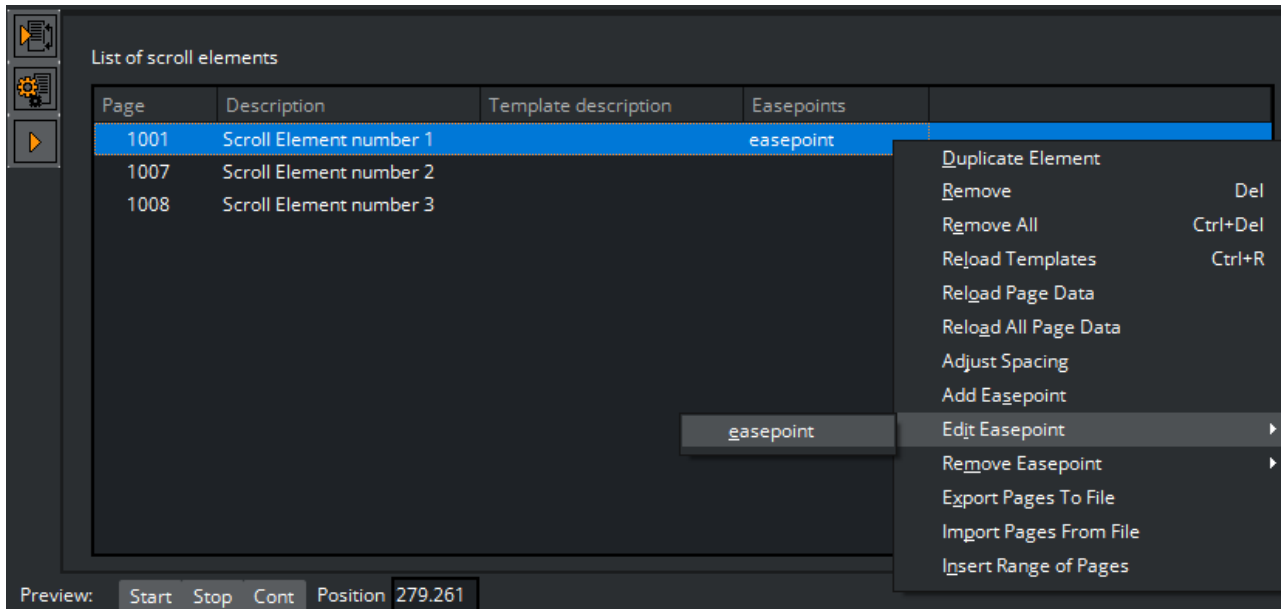 List of scroll elements
Page Description Template description Easepoints
1001 Scroll Element number 1 easepoint
1007 Scroll Element number 2
1008 Scroll Element number 3
Duplicate Element
Remove Del
Remove All Ctrl+Del
Reload Templates Ctrl+R
Reload Page Data
Reload All Page Data
Adjust Spacing
Add Easepoint
easepoint Edit Easepoint
Remove Easepoint
Export Pages To File
Import Pages From File
Insert Range of Pages
Preview: Start Stop Cont Position 279.261